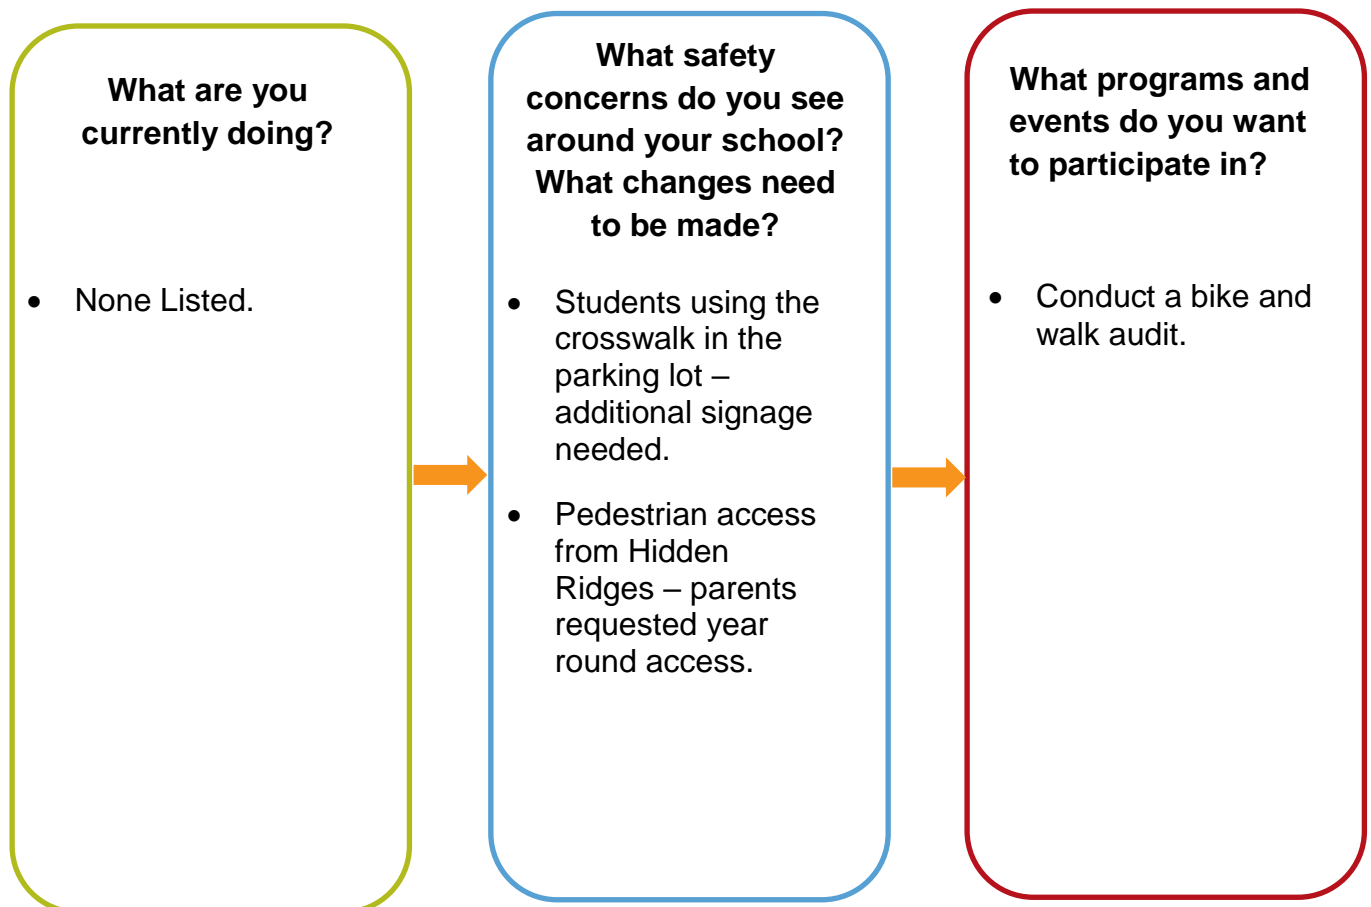 What are you
currently doing?
• None Listed.
What safety
concerns do you see
around your school?
What changes need
to be made?
• Students using the
crosswalk in the
parking lot –
additional signage
needed.
• Pedestrian access
from Hidden
Ridges – parents
requested year
round access.
What programs and
events do you want
to participate in?
• Conduct a bike and
walk audit.